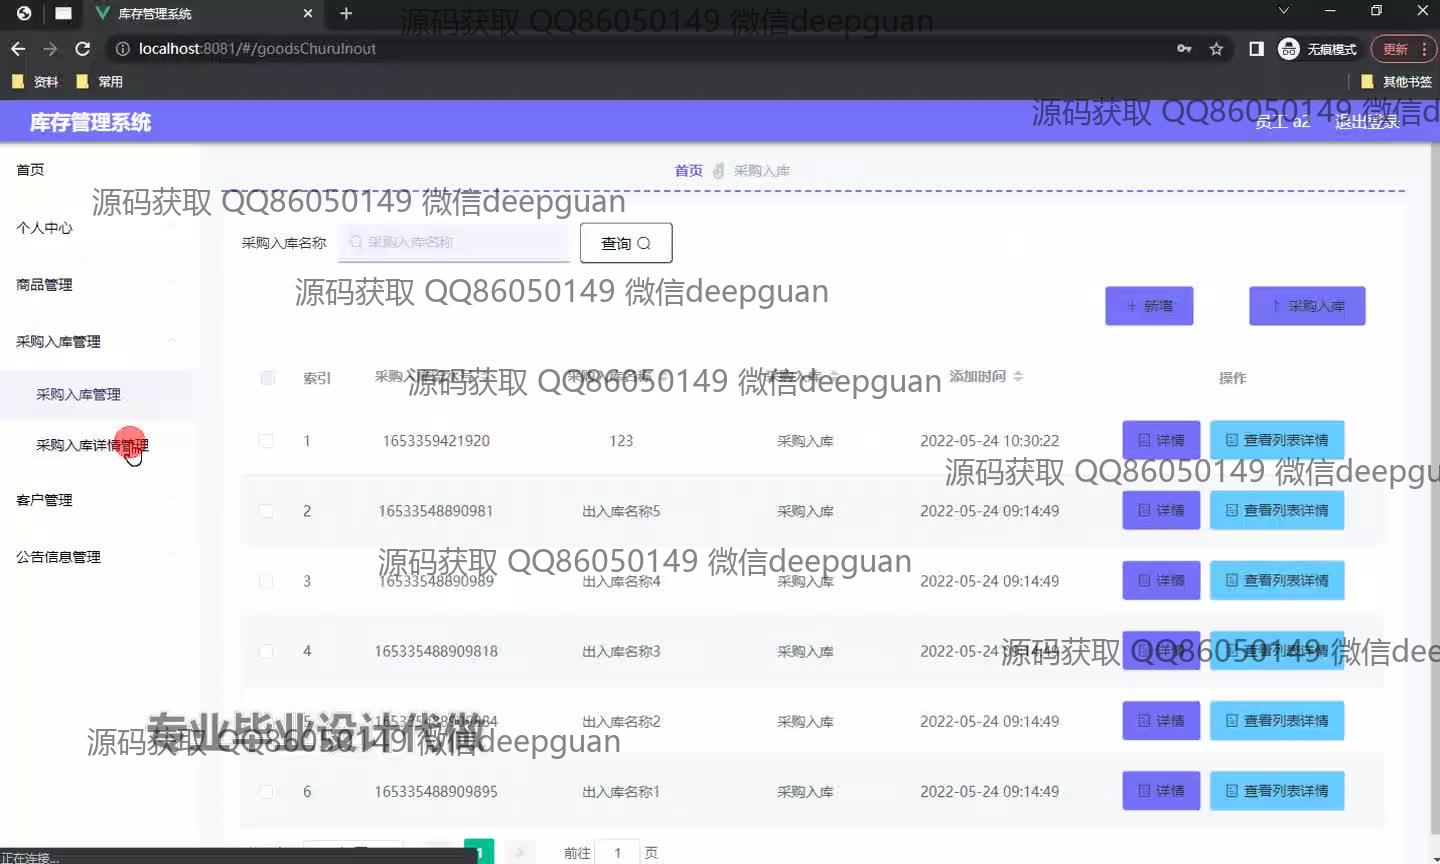 库存管理系统
localhost:8081/#/goodsChuruInout
无痕模式
更新
资料
常用
其他书签
源码获取 QQ86050149 微信deepguan
库存管理系统
员工 a2
退出登录
源码获取 QQ86050149 微信d
首页
首页
采购入库
源码获取 QQ86050149 微信deepguan
个人中心
采购入库名称
采购入库名称
查询
商品管理
源码获取 QQ86050149 微信deepguan
+ 新增
采购入库
采购入库管理
索引
源码获取 QQ86050149 微信deepguan
添加时间
操作
采购入库管理
采购入库详情管理
1 1653359421920 123 采购入库 2022-05-24 10:30:22 详情 查看列表详情
源码获取 QQ86050149 微信deepgu
客户管理
2 16533548890981 出入库名称5 采购入库 2022-05-24 09:14:49 详情 查看列表详情
公告信息管理
源码获取 QQ86050149 微信deepguan
3 16533548890989 出入库名称4 采购入库 2022-05-24 09:14:49 详情 查看列表详情
4 165335488909818 出入库名称3 采购入库 2022-05-24 09:14:49 详情 查看列表详情
源码获取 QQ86050149 微信dee
专业毕业设计代做
5 出入库名称2 采购入库 2022-05-24 09:14:49 详情 查看列表详情
源码获取 QQ86050149 微信deepguan
6 165335488909895 出入库名称1 采购入库 2022-05-24 09:14:49 详情 查看列表详情
1
前往 1 页
正在连接...